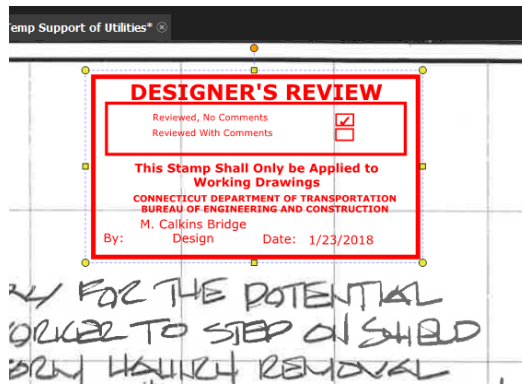 Temp Support of Utilities*
DESIGNER'S REVIEW
Reviewed, No Comments
Reviewed With Comments
This Stamp Shall Only be Applied to
Working Drawings
CONNECTICUT DEPARTMENT OF TRANSPORTATION
BUREAU OF ENGINEERING AND CONSTRUCTION
M. Calkins Bridge
By: Design Date: 1/23/2018
FOR THE POTENTIAL
TO STEP ON SHIELD
REMOVAL